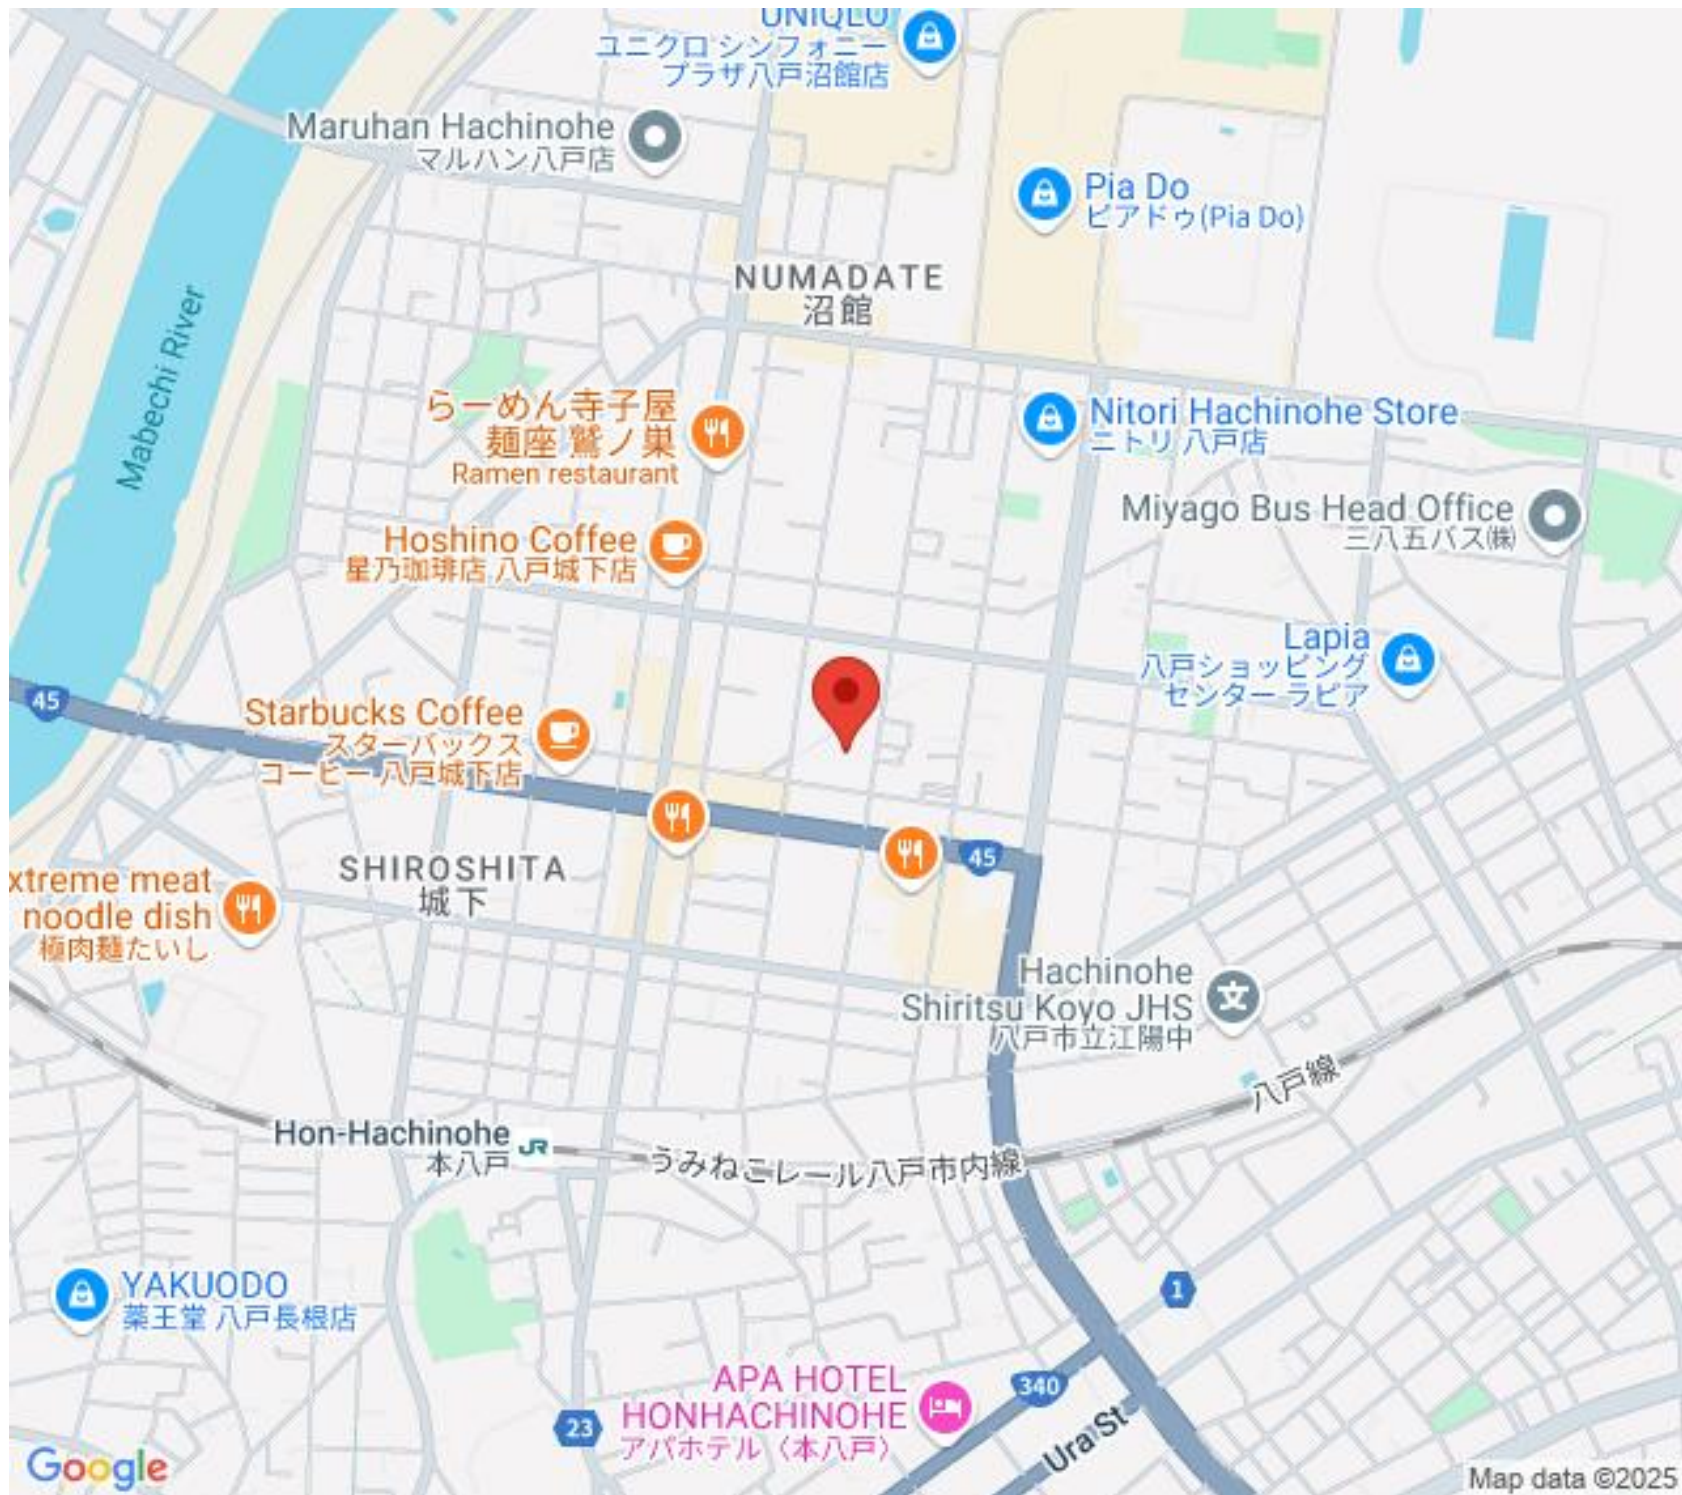 UNIQLO
ユニクロ シンフォニー
プラザ八戸沼館店
Maruhan Hachinohe
マルハン八戸店
Pia Do
ピアドゥ(Pia Do)
NUMADATE
沼館
Mabechi River
らーめん寺子屋
麺座 鷲ノ巣
Ramen restaurant
Nitori Hachinohe Store
ニトリ 八戸店
Miyago Bus Head Office
三八五バス㈱
Hoshino Coffee
星乃珈琲店 八戸城下店
Lapia
八戸ショッピング
センター ラピア
45
Starbucks Coffee
スターバックス
コーヒー 八戸城下店
45
SHIROSHITA
城下
xtreme meat
noodle dish
極肉麺たいし
Hachinohe
Shiritsu Koyo JHS
八戸市立江陽中
八戸線
Hon-Hachinohe
本八戸
JR
うみねこレール八戸市内線
YAKUODO
薬王堂 八戸長根店
1
APA HOTEL
HONHACHINOHE
アパホテル〈本八戸〉
340
23
Ura St
Google
Map data ©2025